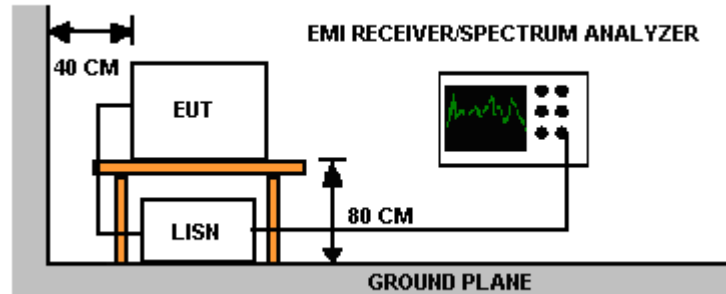 EMI RECEIVER/SPECTRUM ANALYZER
40 CM
EUT
LISN
80 CM
GROUND PLANE